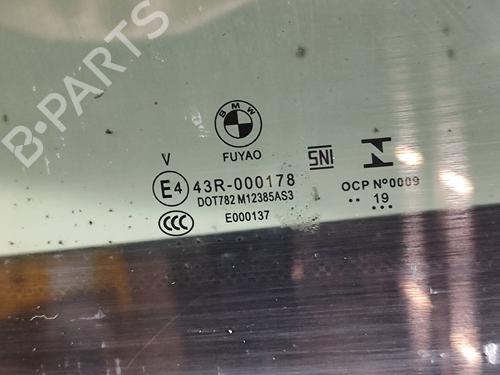 B-PARTS
BMW
FUYAO
V
E4 43R-000178
DOT782 M12385AS3
E000137
CCC
SNI
N
OCP Nº0009
.. 19 ...